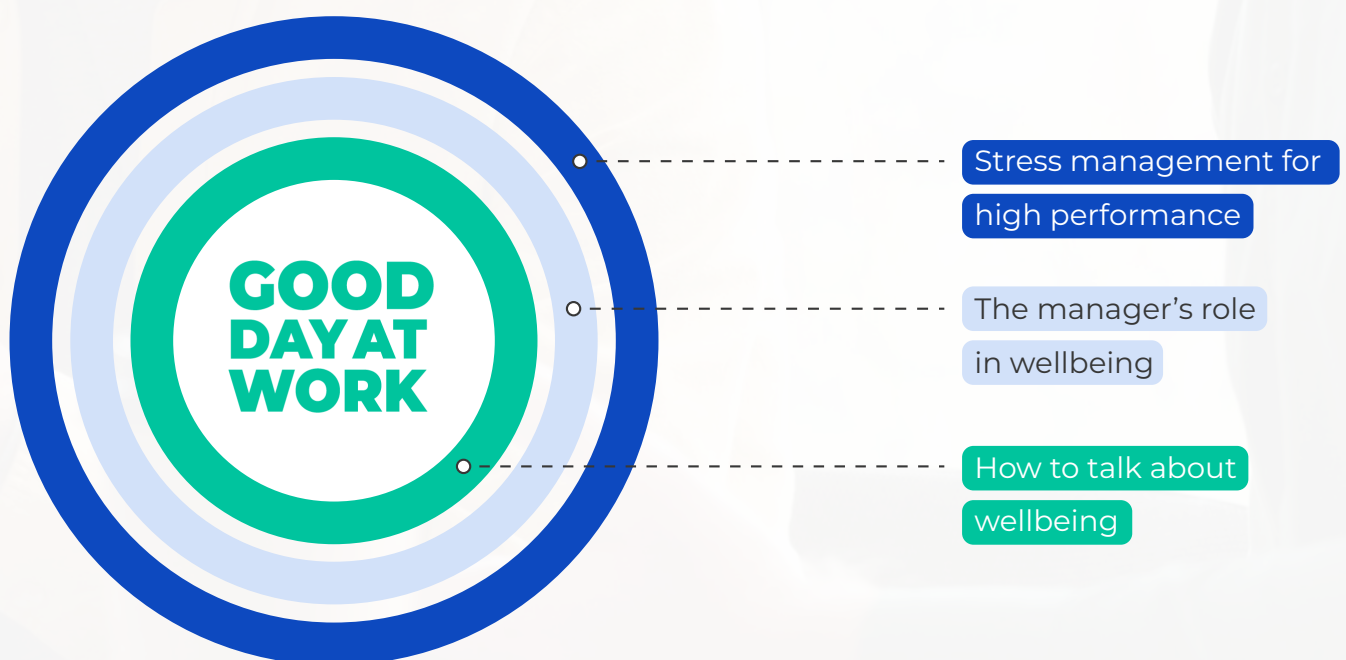 GOOD
DAY AT
WORK
Stress management for
high performance
The manager’s role
in wellbeing
How to talk about
wellbeing